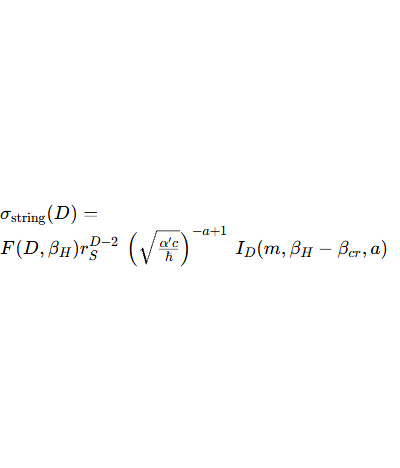 σ_string(D) =
F(D, β_H) r_S^{D−2} (√(α′c/ħ))^{−a+1} I_D(m, β_H − β_cr, a)